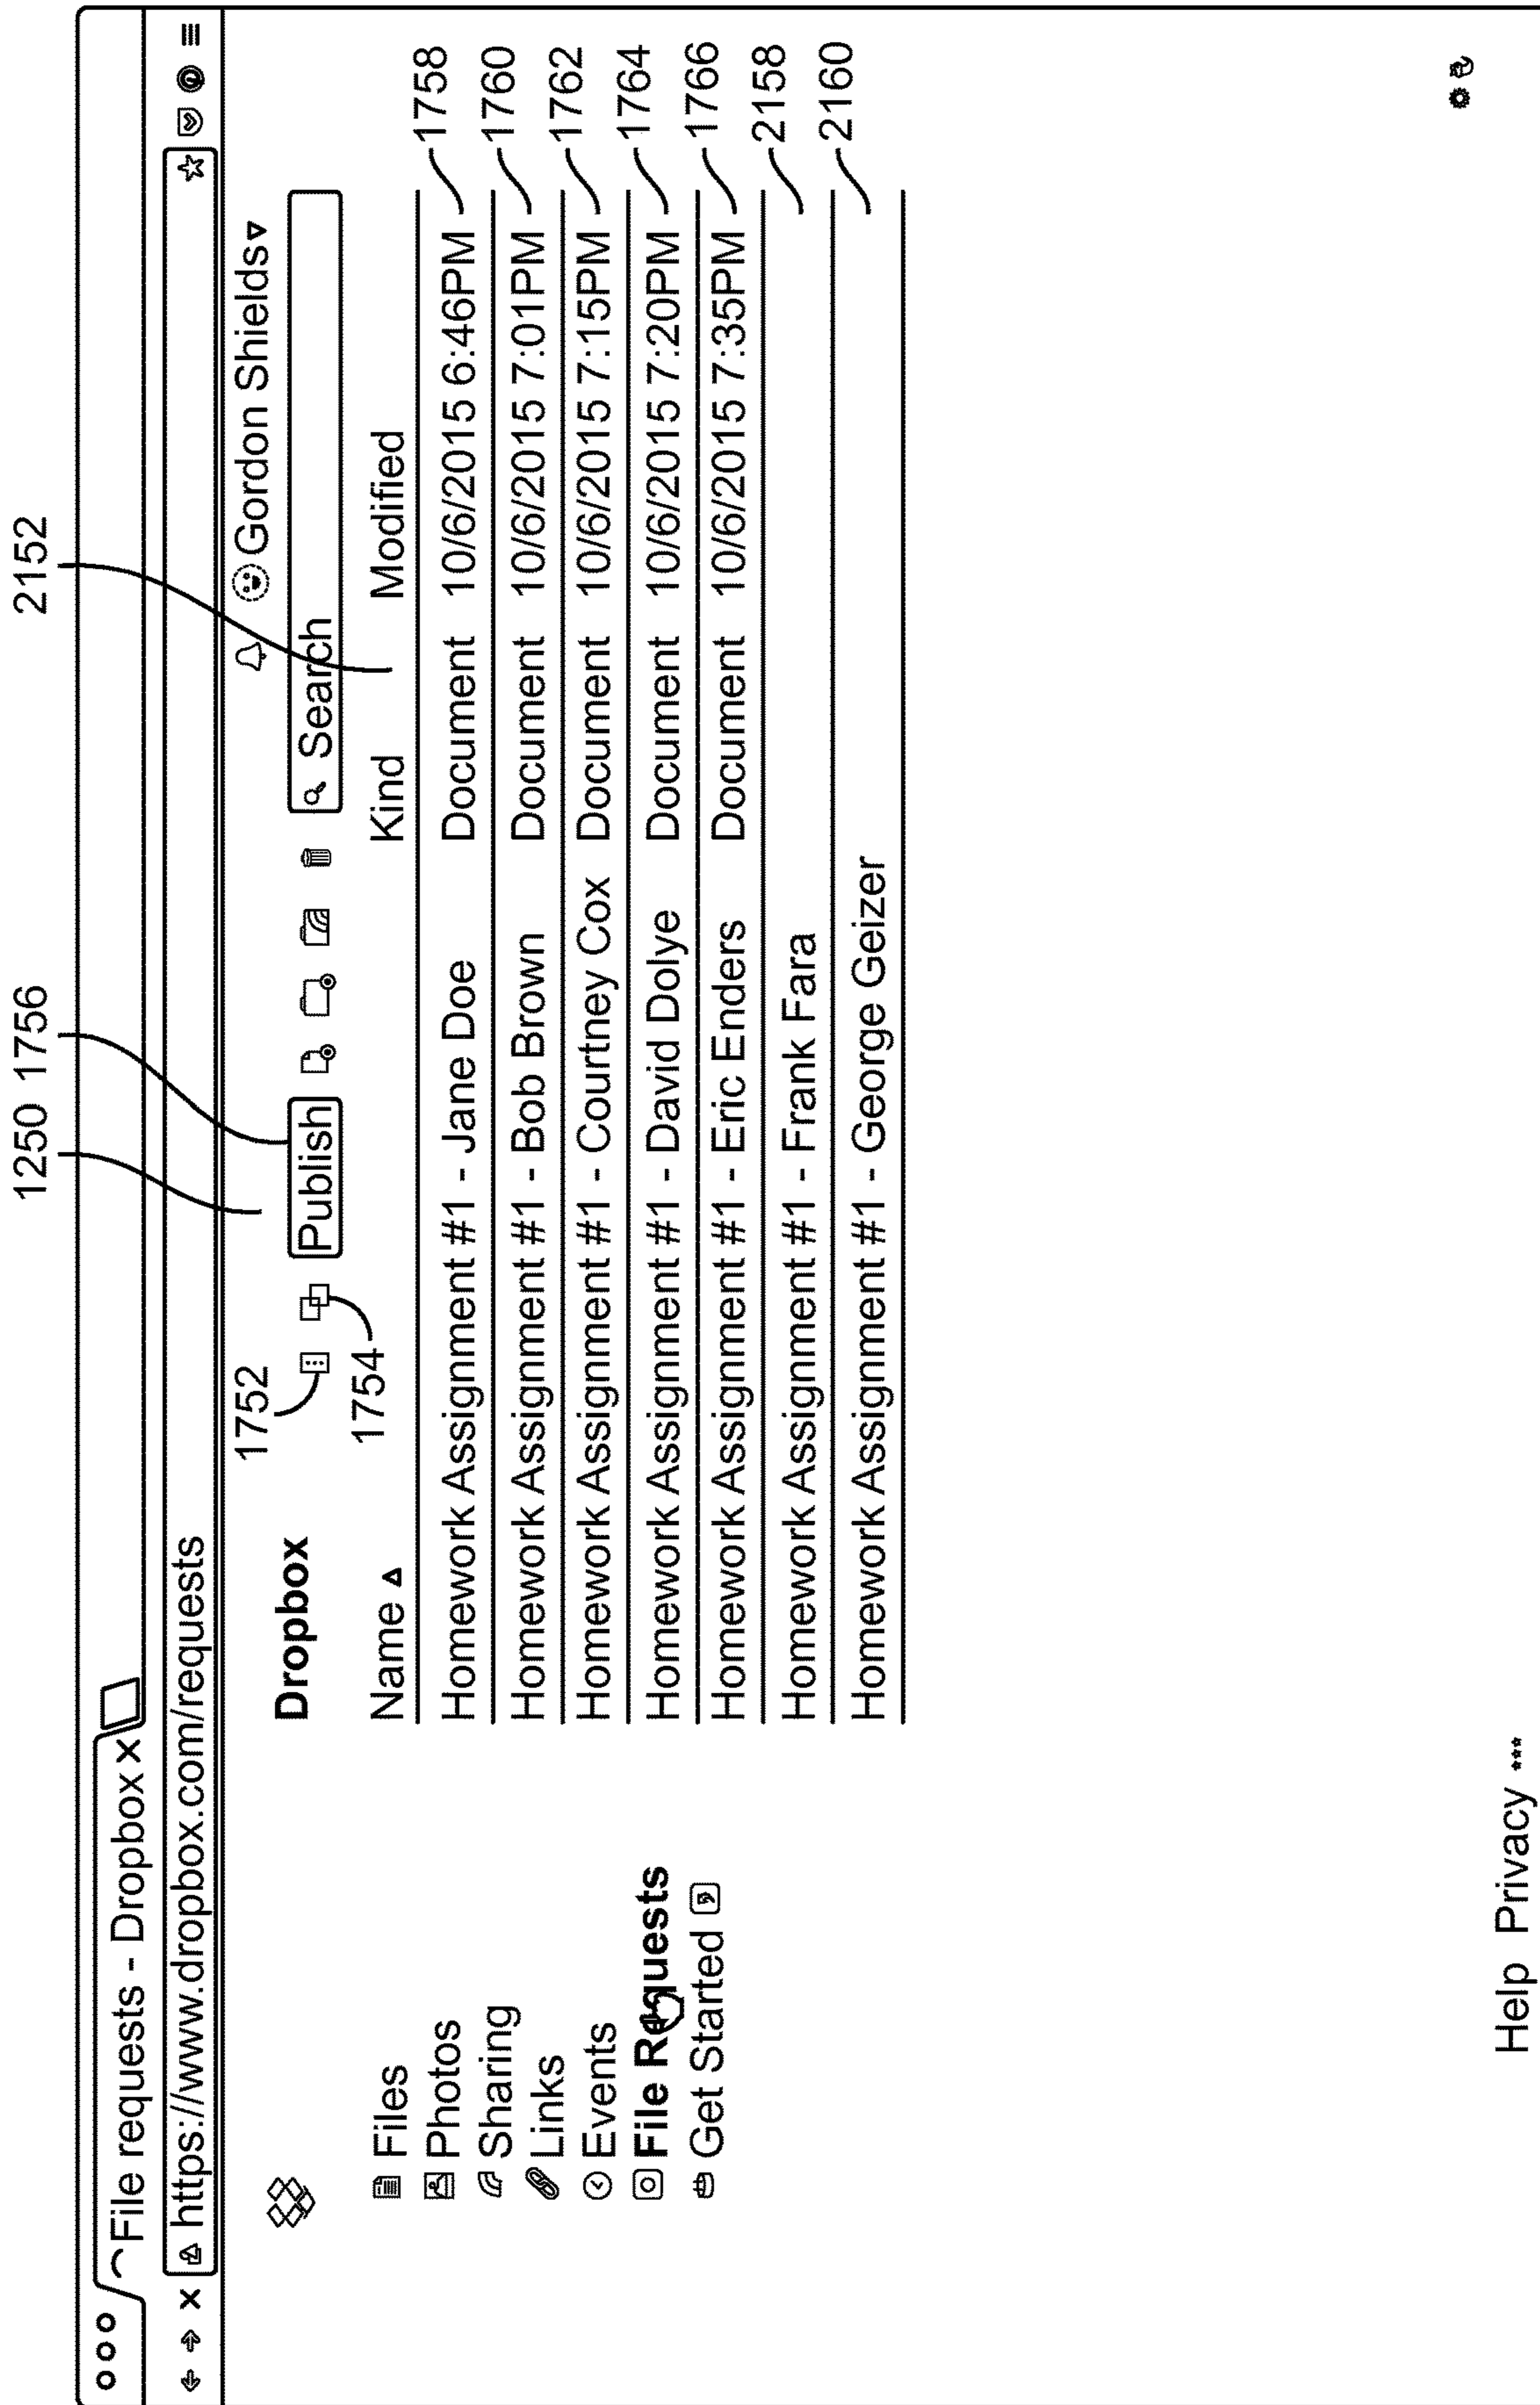 1250 1756 2152
File requests - Dropbox X
https://www.dropbox.com/requests
Gordon Shields
1752
Dropbox
Publish
Search
1754
Name Kind Modified
Homework Assignment #1 - Jane Doe Document 10/6/2015 6:46PM 1758
Homework Assignment #1 - Bob Brown Document 10/6/2015 7:01PM 1760
Homework Assignment #1 - Courtney Cox Document 10/6/2015 7:15PM 1762
Homework Assignment #1 - David Dolye Document 10/6/2015 7:20PM 1764
Homework Assignment #1 - Eric Enders Document 10/6/2015 7:35PM 1766
Homework Assignment #1 - Frank Fara 2158
Homework Assignment #1 - George Geizer 2160
Files
Photos
Sharing
Links
Events
File Requests
Get Started
Help Privacy